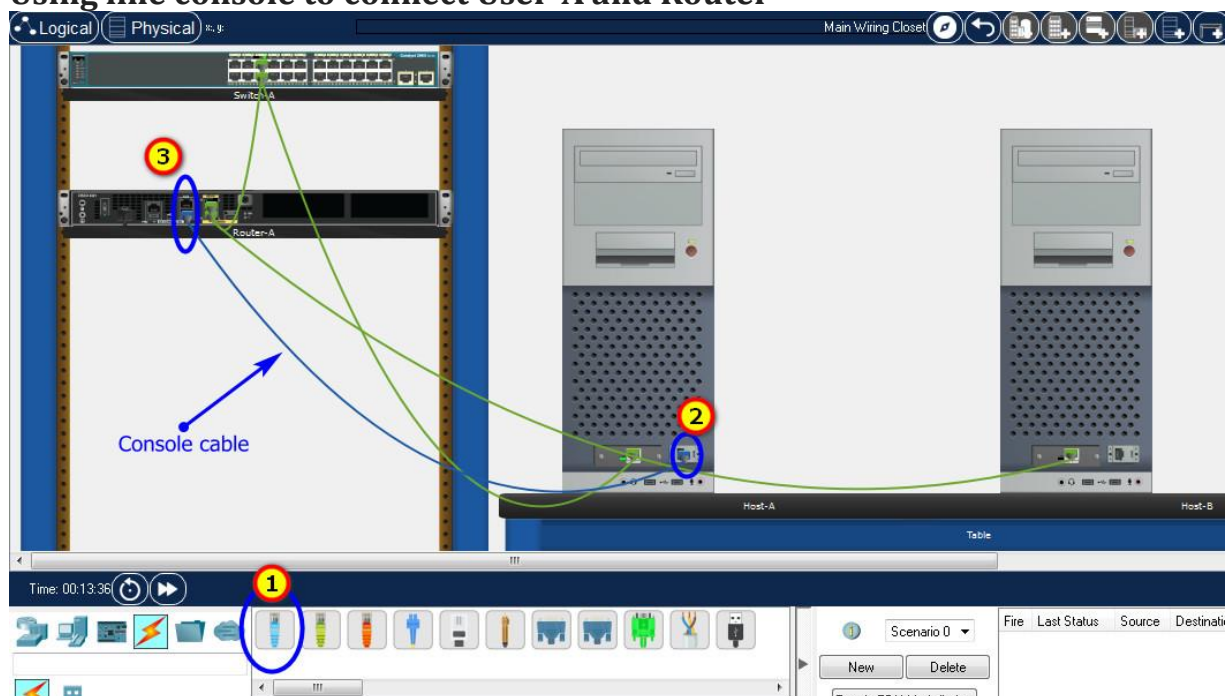 Using line console to connect User-A and Router
Logical
Physical
x:, y:
Main Wiring Closet
Switch-A
3
Router-A
Console cable
2
Host-A
Host-B
Table
Time: 00:13:36
1
Scenario 0
Fire Last Status Source Destinati
New
Delete